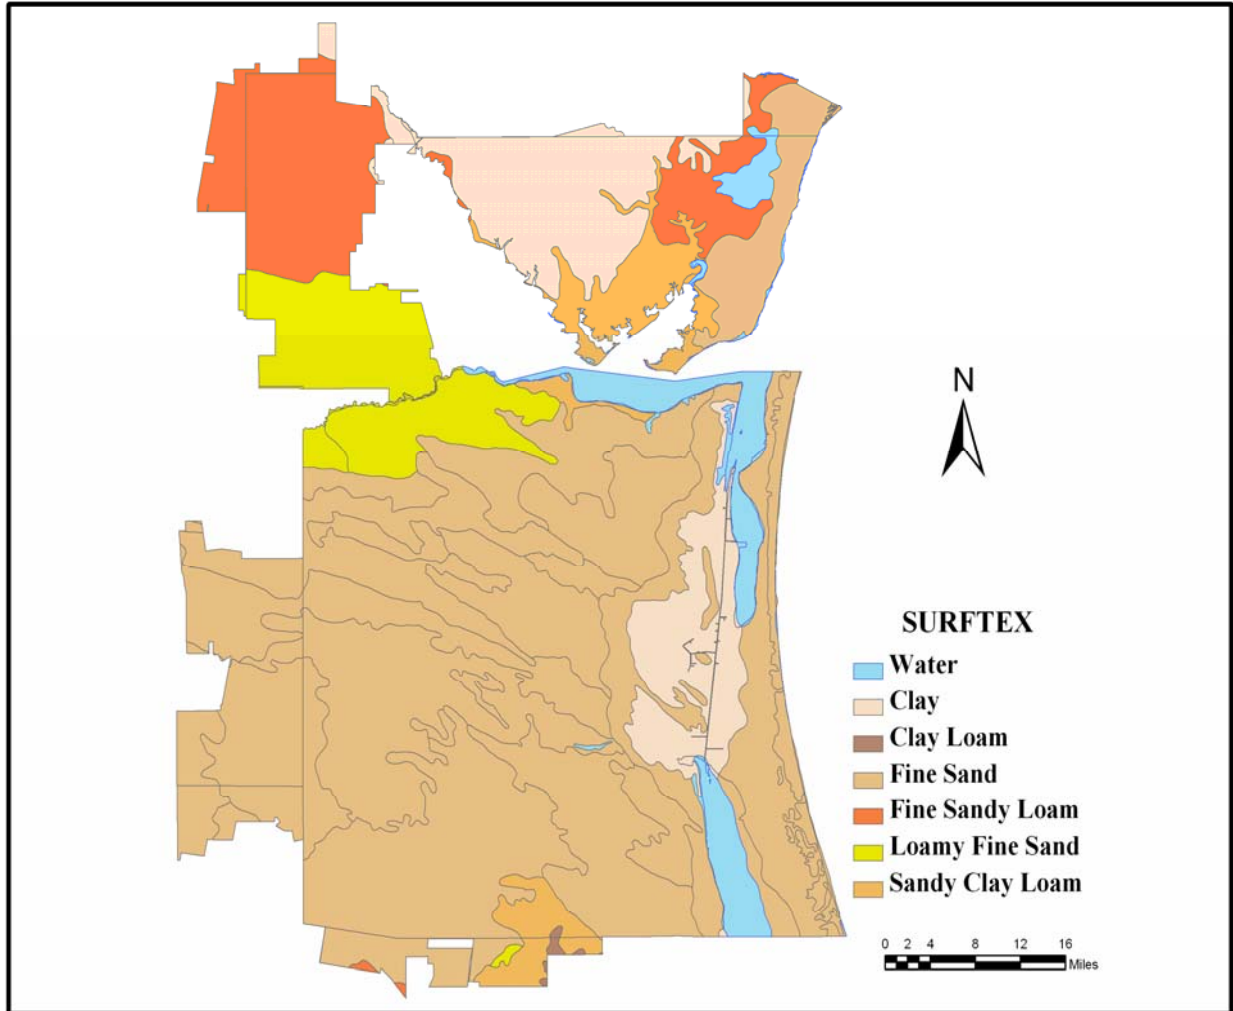 N
SURFTEX
Water
Clay
Clay Loam
Fine Sand
Fine Sandy Loam
Loamy Fine Sand
Sandy Clay Loam
0 2 4 8 12 16
Miles